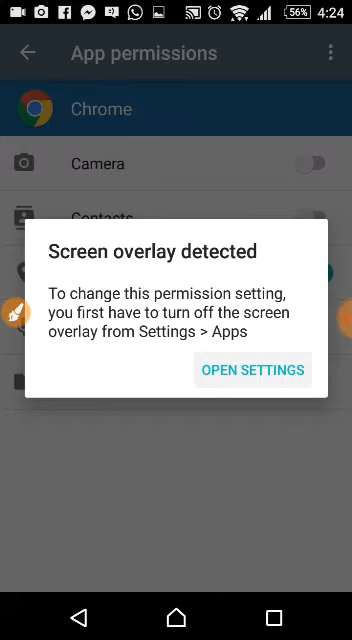 56% 4:24
App permissions
Chrome
Camera
Contacts
Screen overlay detected
To change this permission setting,
you first have to turn off the screen
overlay from Settings > Apps
OPEN SETTINGS